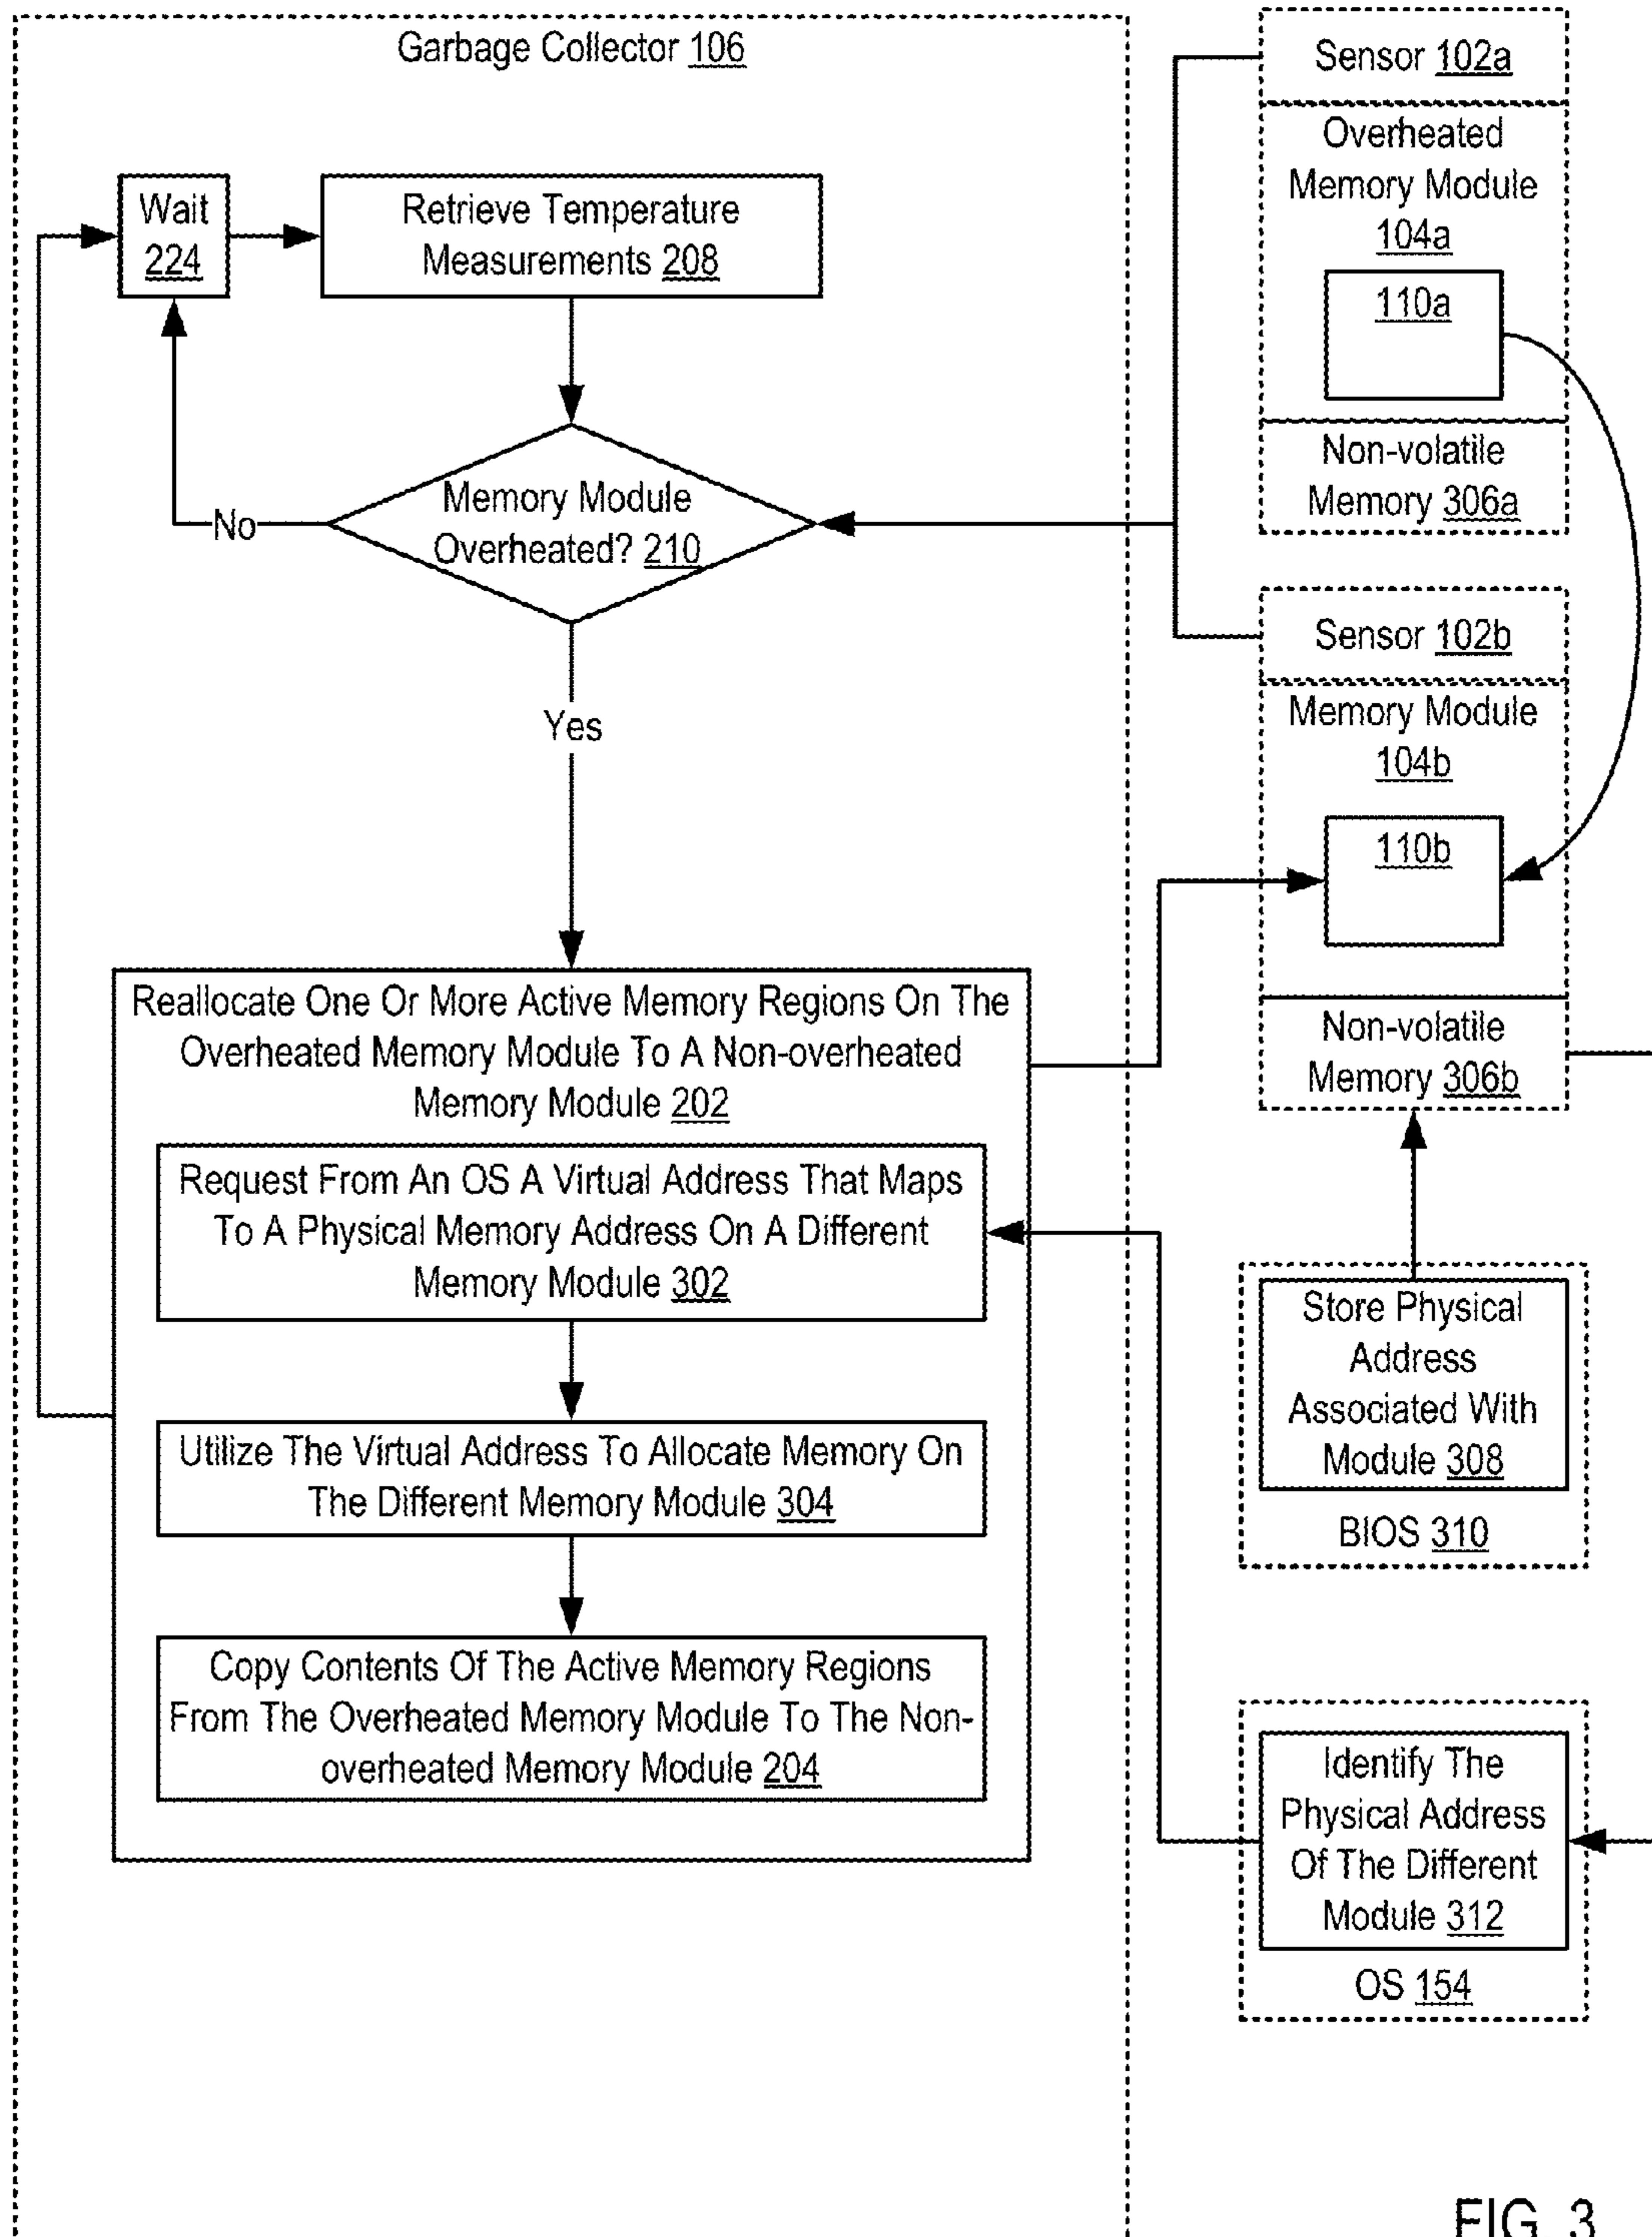 Garbage Collector 106
Wait
224
Retrieve Temperature
Measurements 208
Memory Module
Overheated? 210
No
Yes
Reallocate One Or More Active Memory Regions On The
Overheated Memory Module To A Non-overheated
Memory Module 202
Request From An OS A Virtual Address That Maps
To A Physical Memory Address On A Different
Memory Module 302
Utilize The Virtual Address To Allocate Memory On
The Different Memory Module 304
Copy Contents Of The Active Memory Regions
From The Overheated Memory Module To The Non-
overheated Memory Module 204
Sensor 102a
Overheated
Memory Module
104a
110a
Non-volatile
Memory 306a
Sensor 102b
Memory Module
104b
110b
Non-volatile
Memory 306b
Store Physical
Address
Associated With
Module 308
BIOS 310
Identify The
Physical Address
Of The Different
Module 312
OS 154
FIG. 3